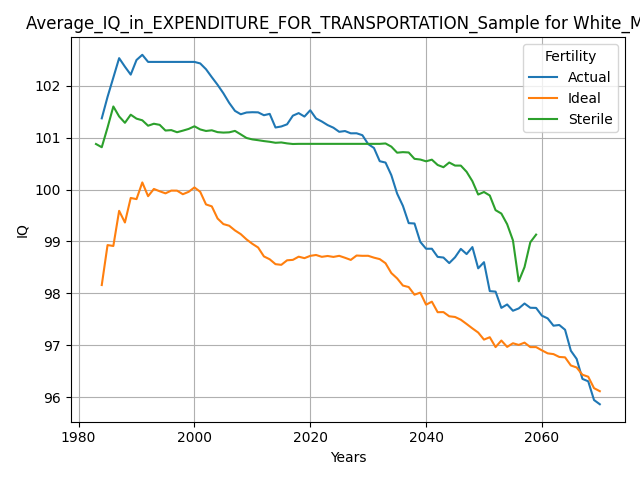 Average_IQ_in_EXPENDITURE_FOR_TRANSPORTATION_Sample for White_M
Fertility
Actual
Ideal
Sterile
102
101
100
99
98
97
96
IQ
1980 2000 2020 2040 2060
Years